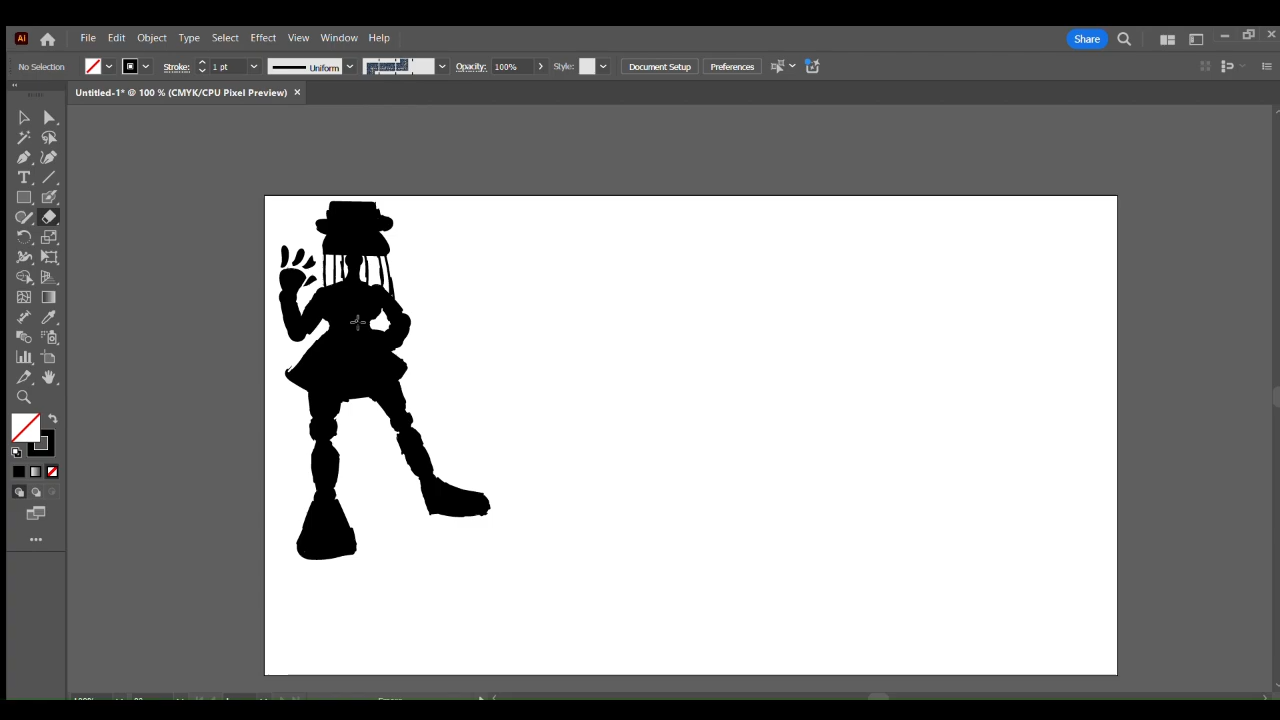 Ai File Edit Object Type Select Effect View Window Help Share
No Selection Stroke: 1 pt Uniform Opacity: 100% Style: Document Setup Preferences
Untitled-1* @ 100 % (CMYK/CPU Pixel Preview)